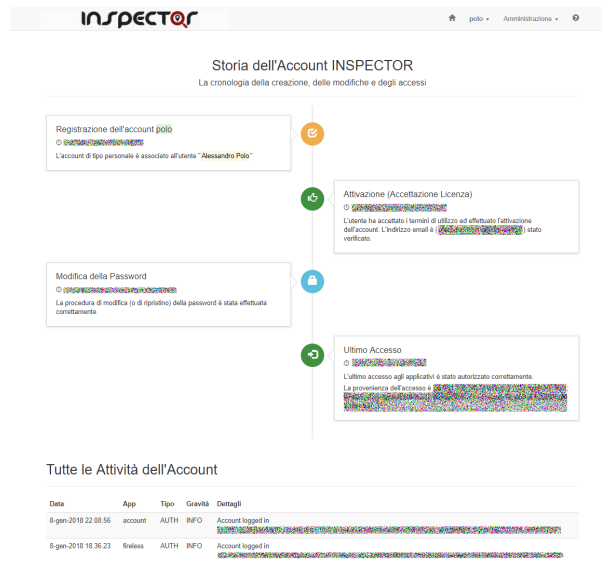 INSPECTOR
polo
Amministrazione
Storia dell'Account INSPECTOR
La cronologia della creazione, delle modifiche e degli accessi
Registrazione dell'account polo
L'account di tipo personale è associato all'utente "Alessandro Polo"
Attivazione (Accettazione Licenza)
L'utente ha accettato i termini di utilizzo ed effettuato l'attivazione
dell'account. L'indirizzo email è ( ) stato
verificato.
Modifica della Password
La procedura di modifica (o di ripristino) della password è stata effettuata
correttamente.
Ultimo Accesso
L'ultimo accesso agli applicativi è stato autorizzato correttamente.
La provenienza dell'accesso è
Tutte le Attività dell'Account
Data App Tipo Gravità Dettagli
8-gen-2018 22.08.56 account AUTH INFO Account logged in
8-gen-2018 18.36.23 fireless AUTH INFO Account logged in